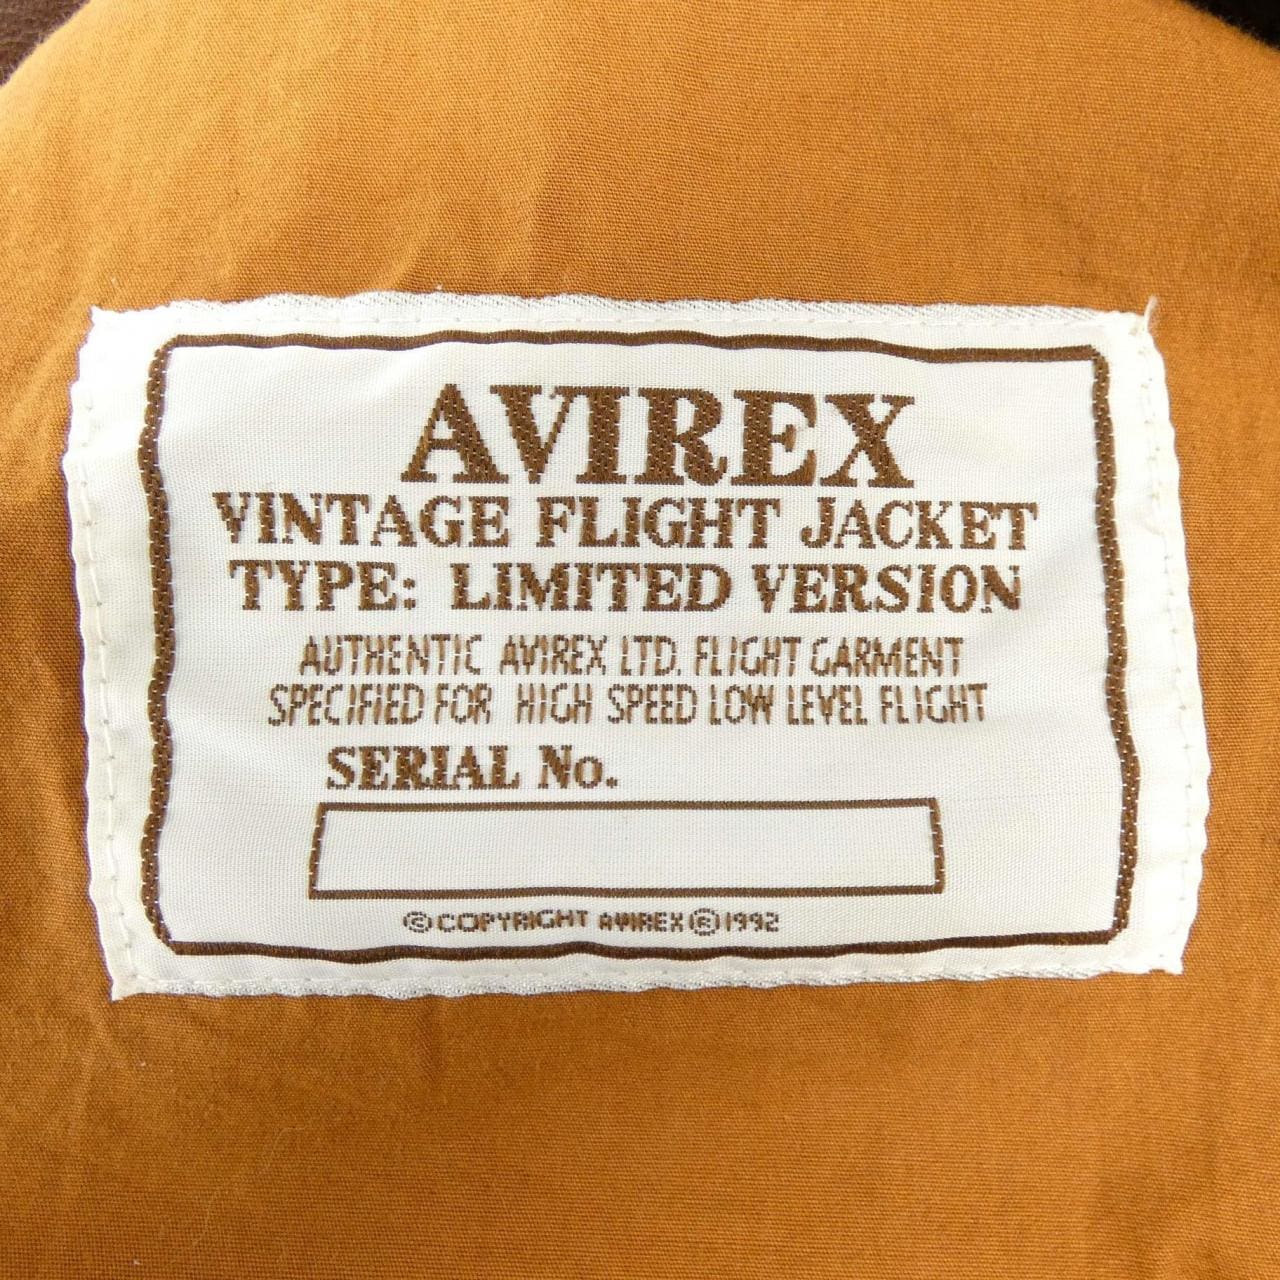 AVIREX
VINTAGE FLIGHT JACKET
TYPE: LIMITED VERSION
AUTHENTIC AVIREX LTD. FLIGHT GARMENT
SPECIFIED FOR HIGH SPEED LOW LEVEL FLIGHT
SERIAL No.
©COPYRIGHT AVIREX®1992